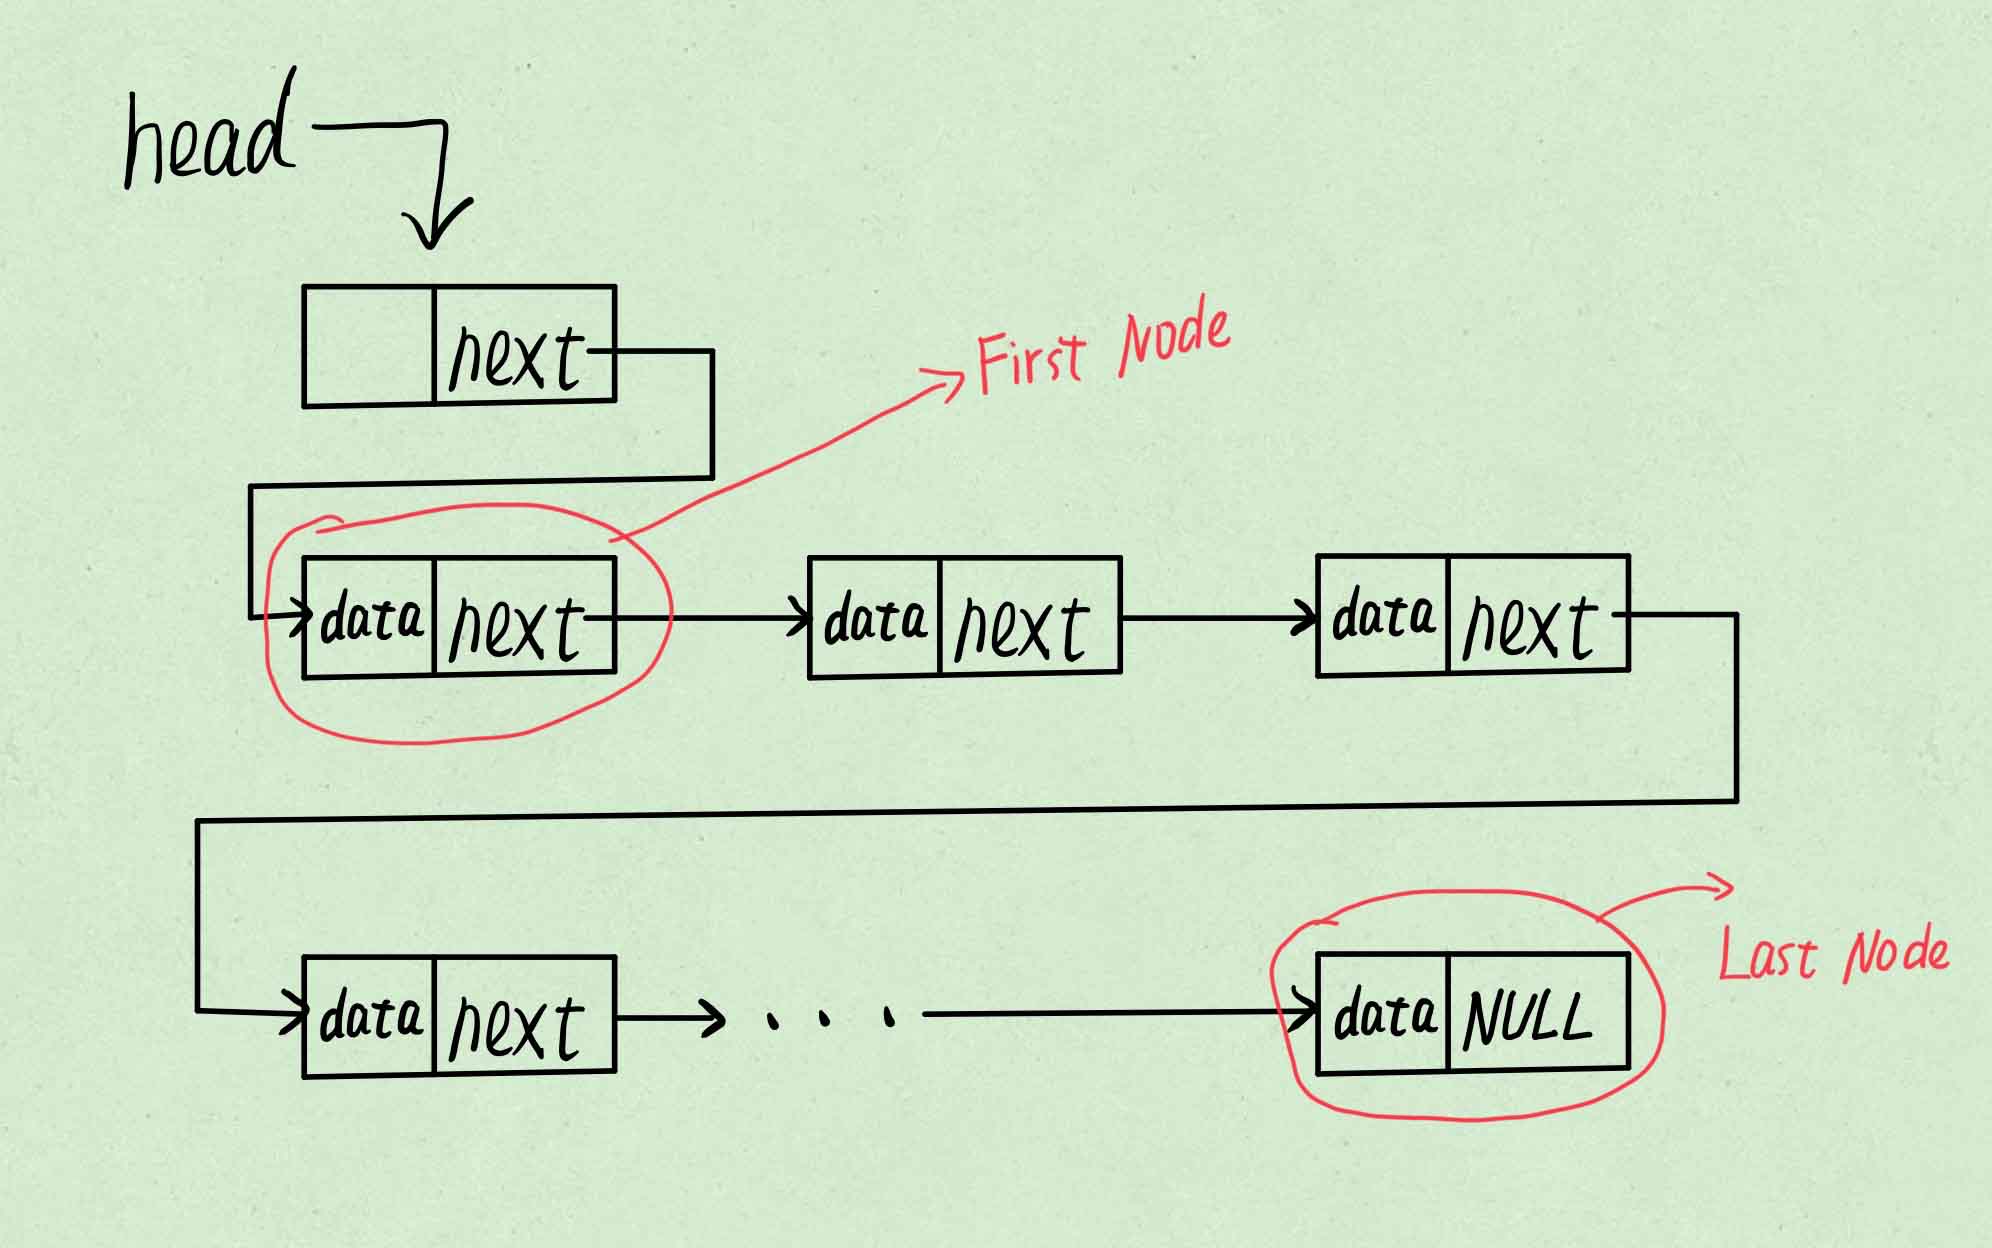 head
next
First Node
data next data next data next
data next . . . data NULL
Last Node